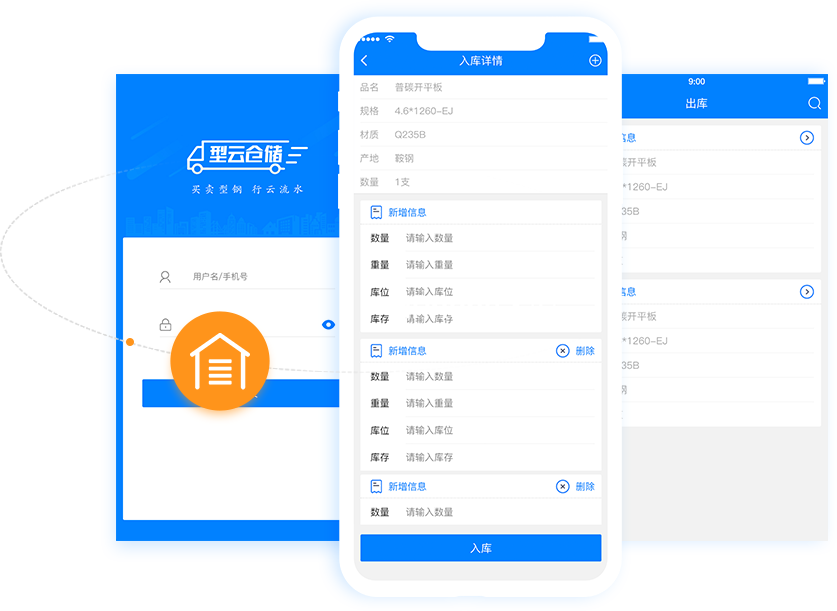 型云仓储
买卖型钢 行云流水
用户名/手机号
入库详情
品名 普碳开平板
规格 4.6*1260-EJ
材质 Q235B
产地 鞍钢
数量 1支
新增信息
数量 请输入数量
重量 请输入重量
库位 请输入库位
库存 请输入库存
新增信息 删除
数量 请输入数量
重量 请输入重量
库位 请输入库位
库存 请输入库存
新增信息 删除
数量 请输入数量
入库
9:00
出库
信息
碳开平板
*1260-EJ
35B
钢
信息
碳开平板
*1260-EJ
35B
钢